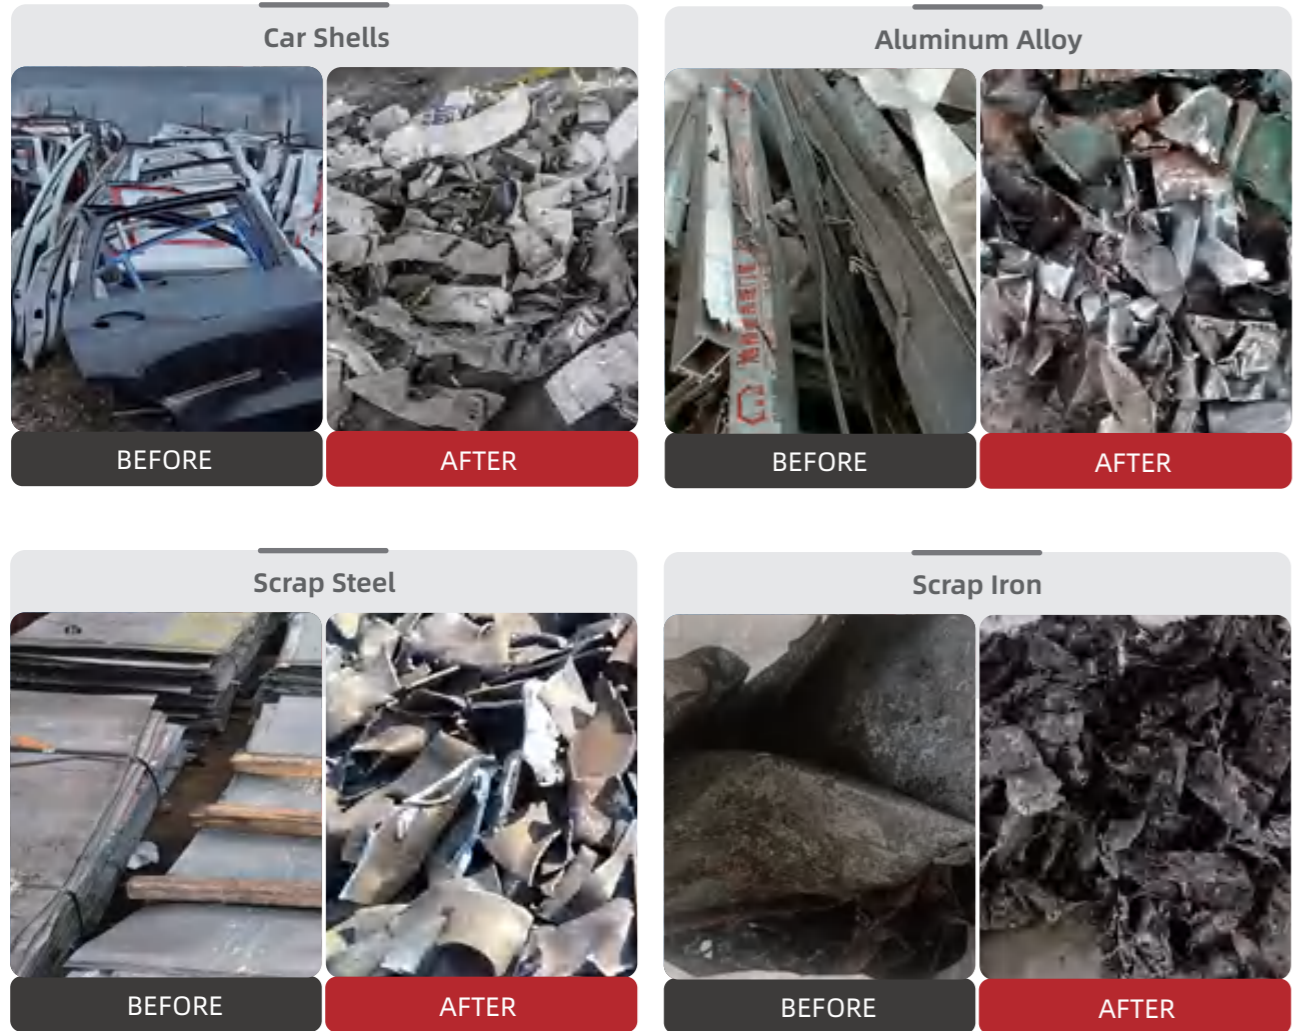 Car Shells
BEFORE
AFTER
Aluminum Alloy
BEFORE
AFTER
Scrap Steel
BEFORE
AFTER
Scrap Iron
BEFORE
AFTER